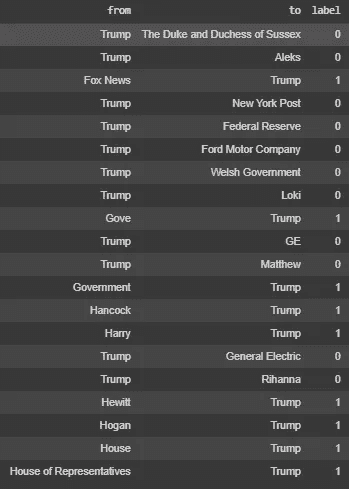 from to label
Trump The Duke and Duchess of Sussex 0
Trump Aleks 0
Fox News Trump 1
Trump New York Post 0
Trump Federal Reserve 0
Trump Ford Motor Company 0
Trump Welsh Government 0
Trump Loki 0
Gove Trump 1
Trump GE 0
Trump Matthew 0
Government Trump 1
Hancock Trump 1
Harry Trump 1
Trump General Electric 0
Trump Rihanna 0
Hewitt Trump 1
Hogan Trump 1
House Trump 1
House of Representatives Trump 1